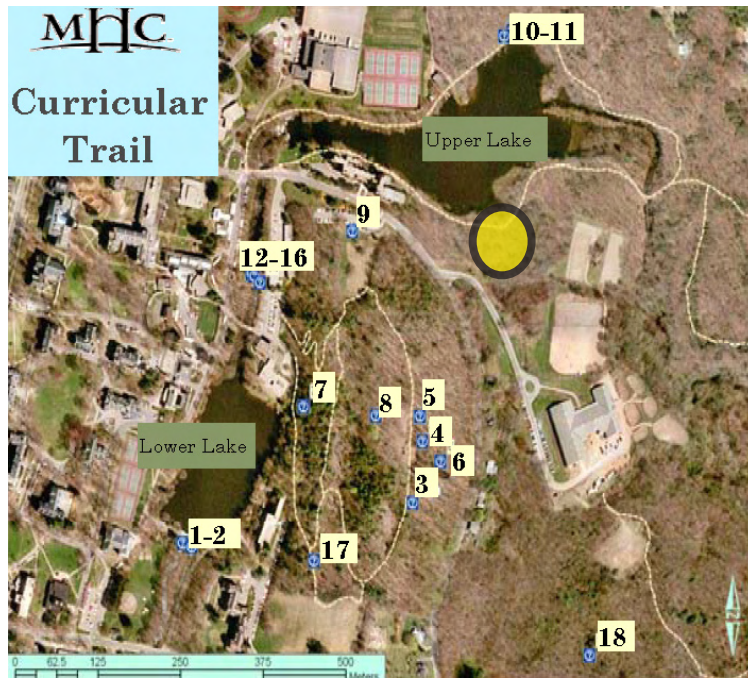 MHC
Curricular
Trail
10-11
Upper Lake
9
12-16
7
8
5
4
6
Lower Lake
3
1-2
17
18
N
0 62.5 125 250 375 500
Meters